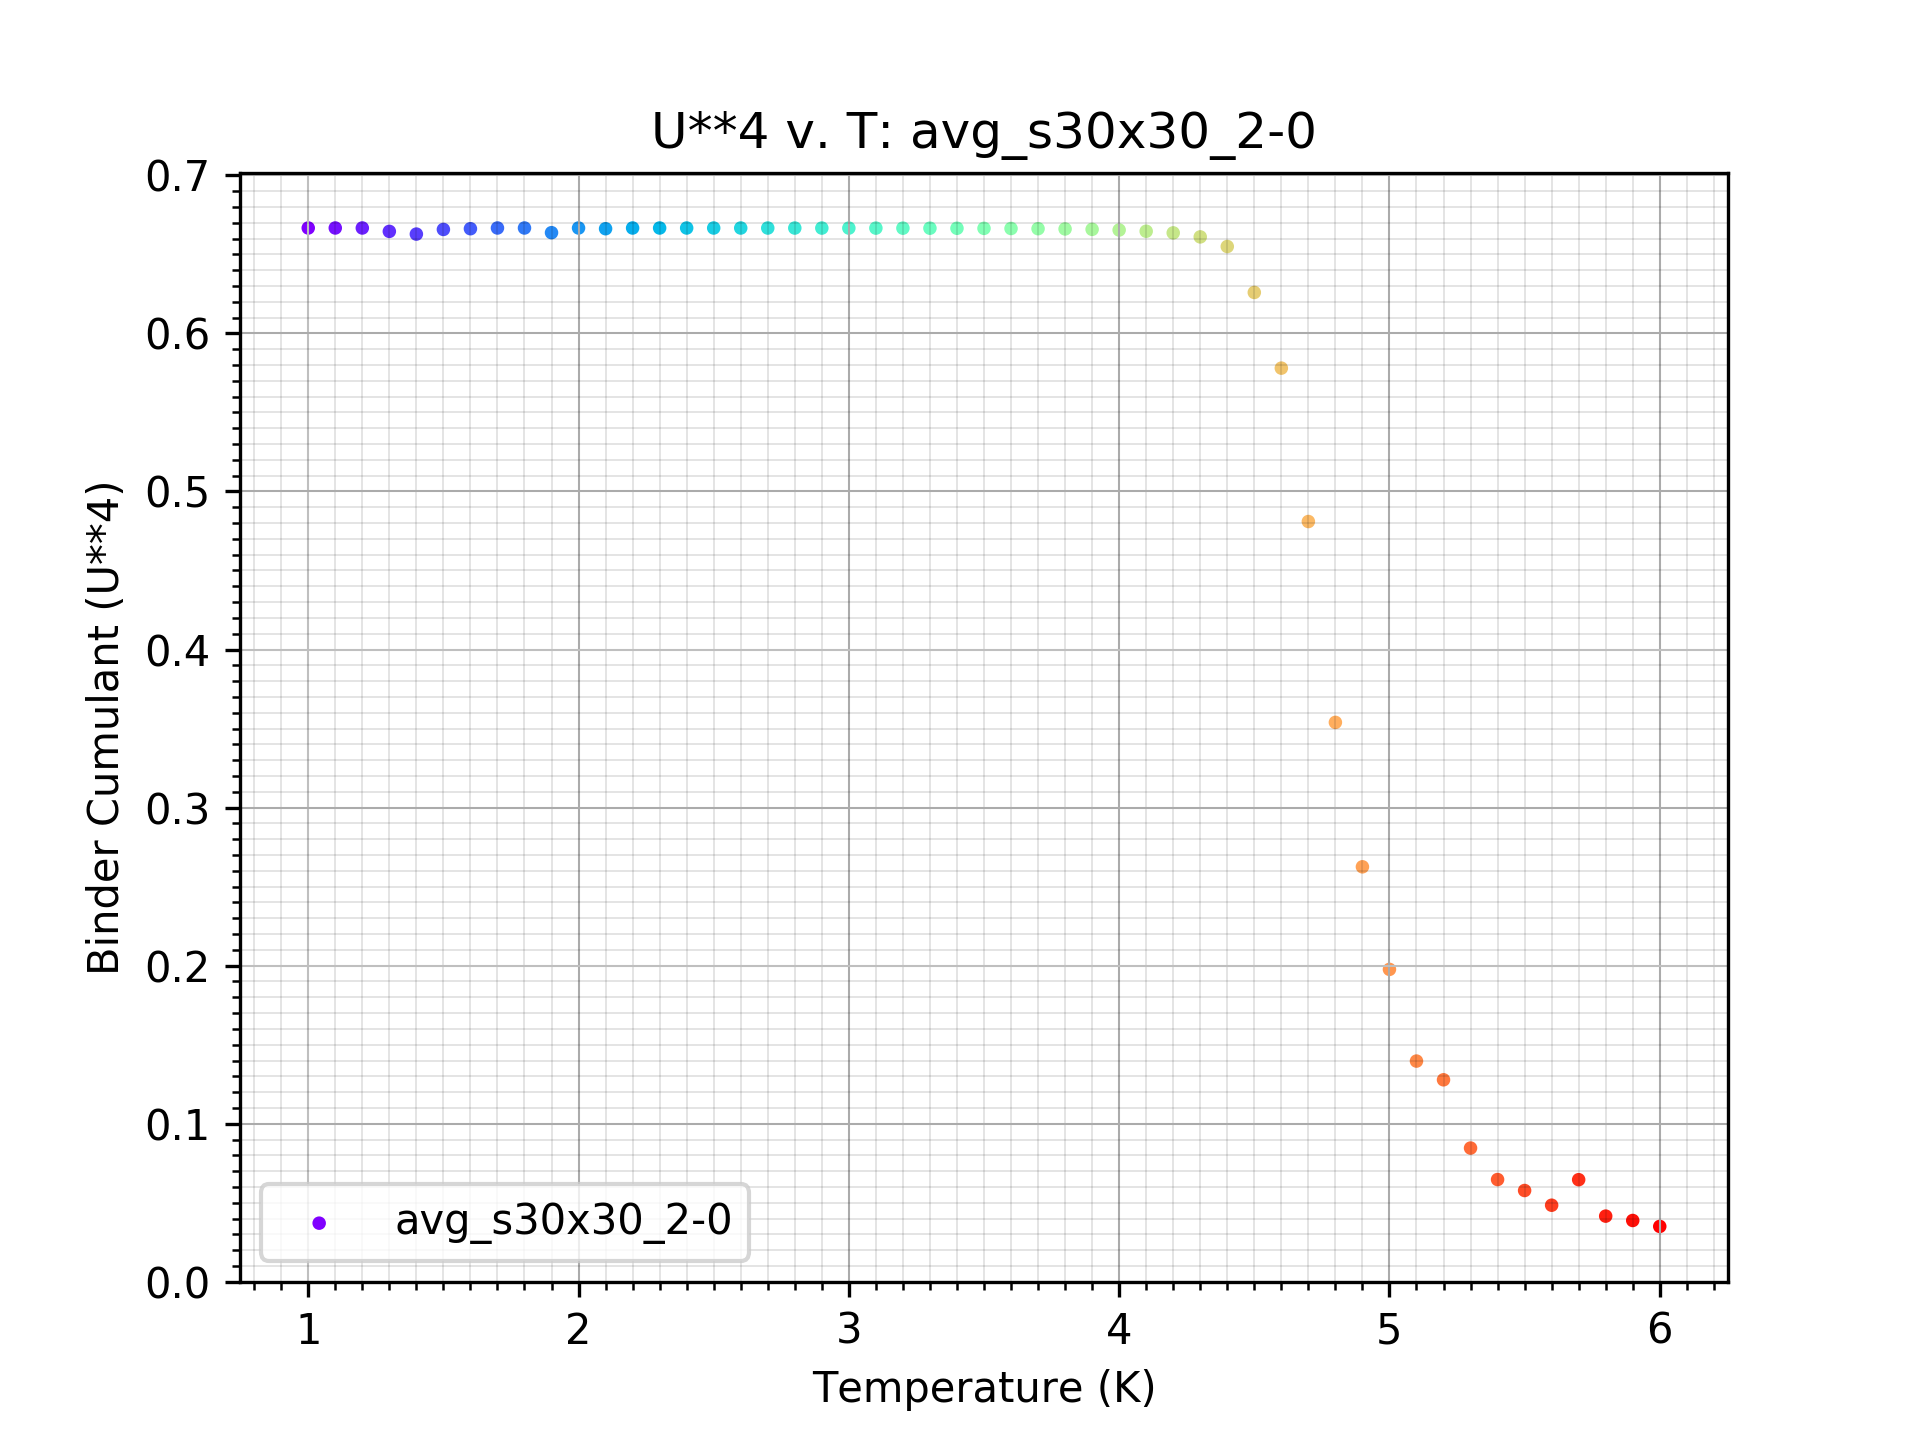 U**4 v. T: avg_s30x30_2-0
0.7
0.6
0.5
0.4
0.3
0.2
0.1
0.0
Binder Cumulant (U**4)
avg_s30x30_2-0
1 2 3 4 5 6
Temperature (K)